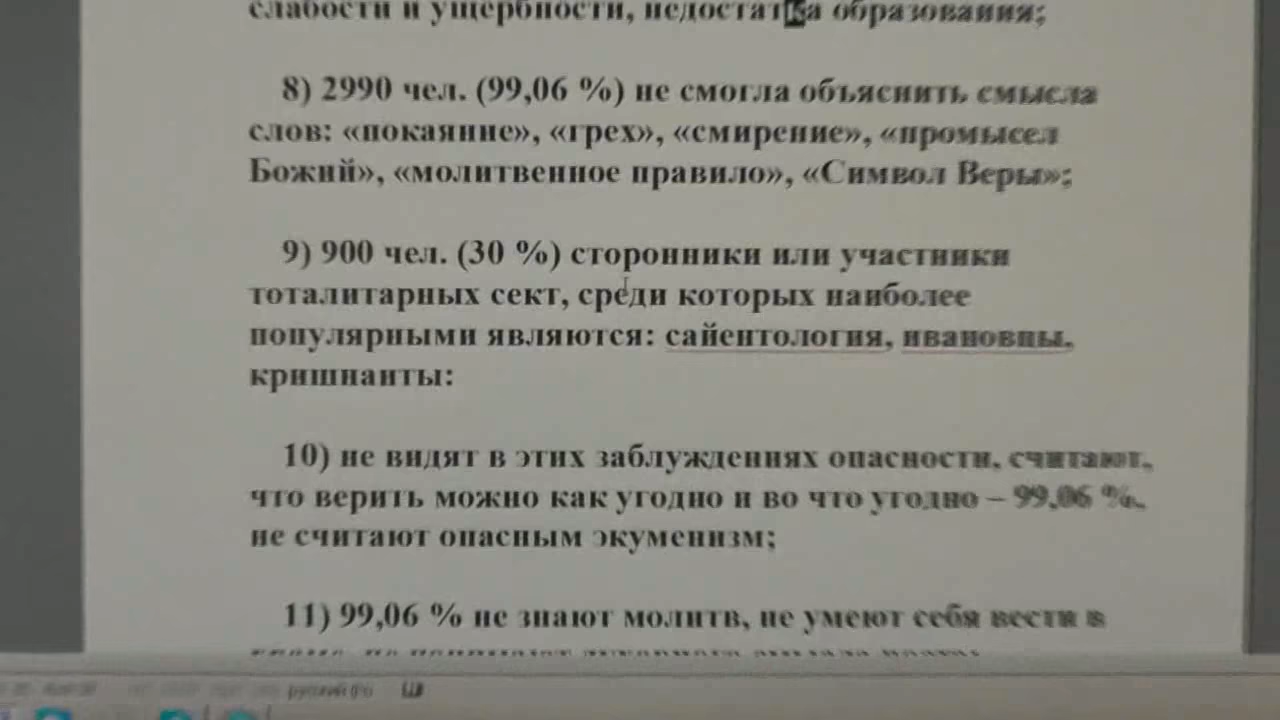 слабости и ущербности, недостатка образования;
8) 2990 чел. (99,06 %) не смогла объяснить смысла
слов: «покаяние», «грех», «смирение», «промысел
Божий», «молитвенное правило», «Символ Веры»;
9) 900 чел. (30 %) сторонники или участники
тоталитарных сект, среди которых наиболее
популярными являются: сайентология, ивановцы,
кришнаиты:
10) не видят в этих заблуждениях опасности, считают,
что верить можно как угодно и во что угодно – 99,06 %,
не считают опасным экуменизм;
11) 99,06 % не знают молитв, не умеют себя вести в
русский (Ро